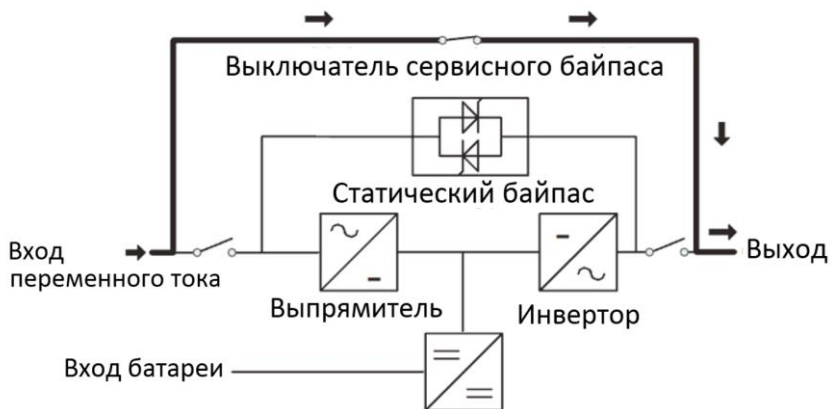 Выключатель сервисного байпаса
Статический байпас
Вход
переменного тока
Выход
Выпрямитель
Инвертор
Вход батареи